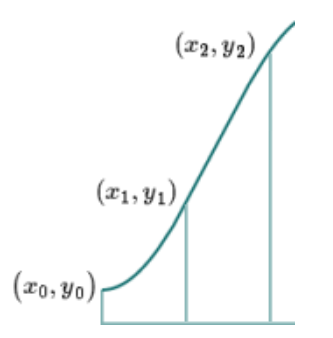 (x₂, y₂)
(x₁, y₁)
(x₀, y₀)